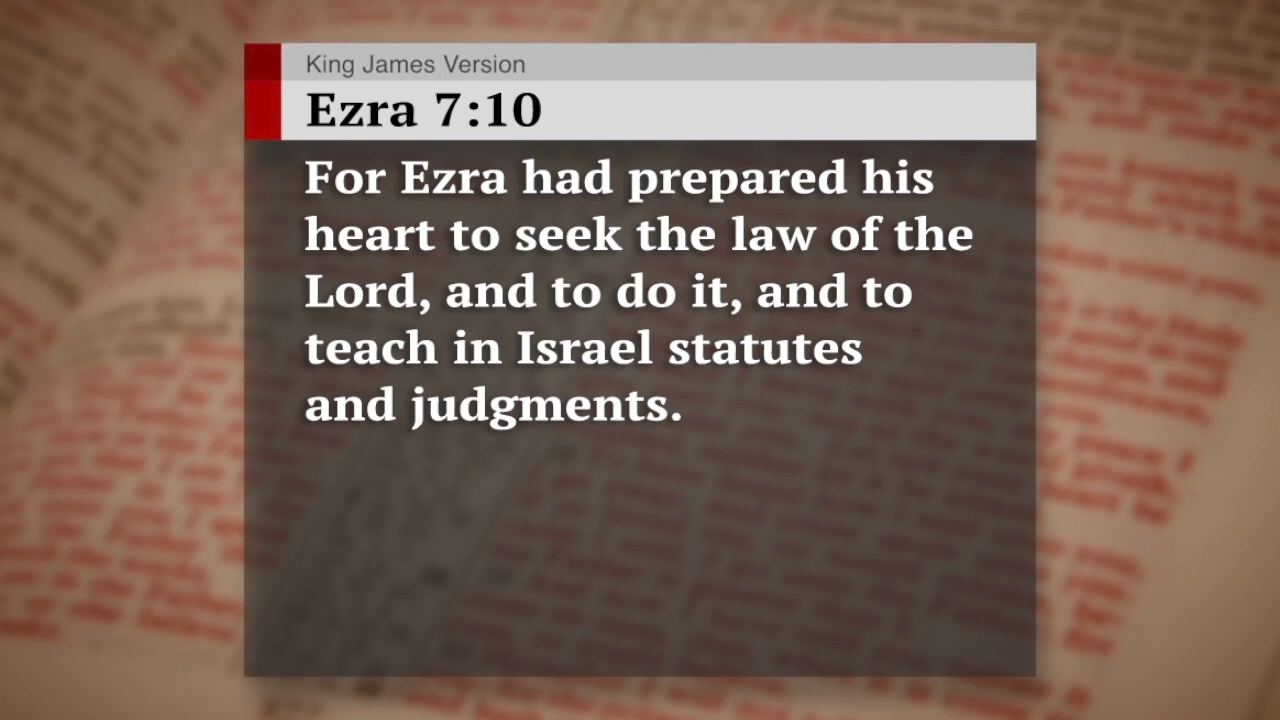 King James Version
Ezra 7:10
For Ezra had prepared his
heart to seek the law of the
Lord, and to do it, and to
teach in Israel statutes
and judgments.